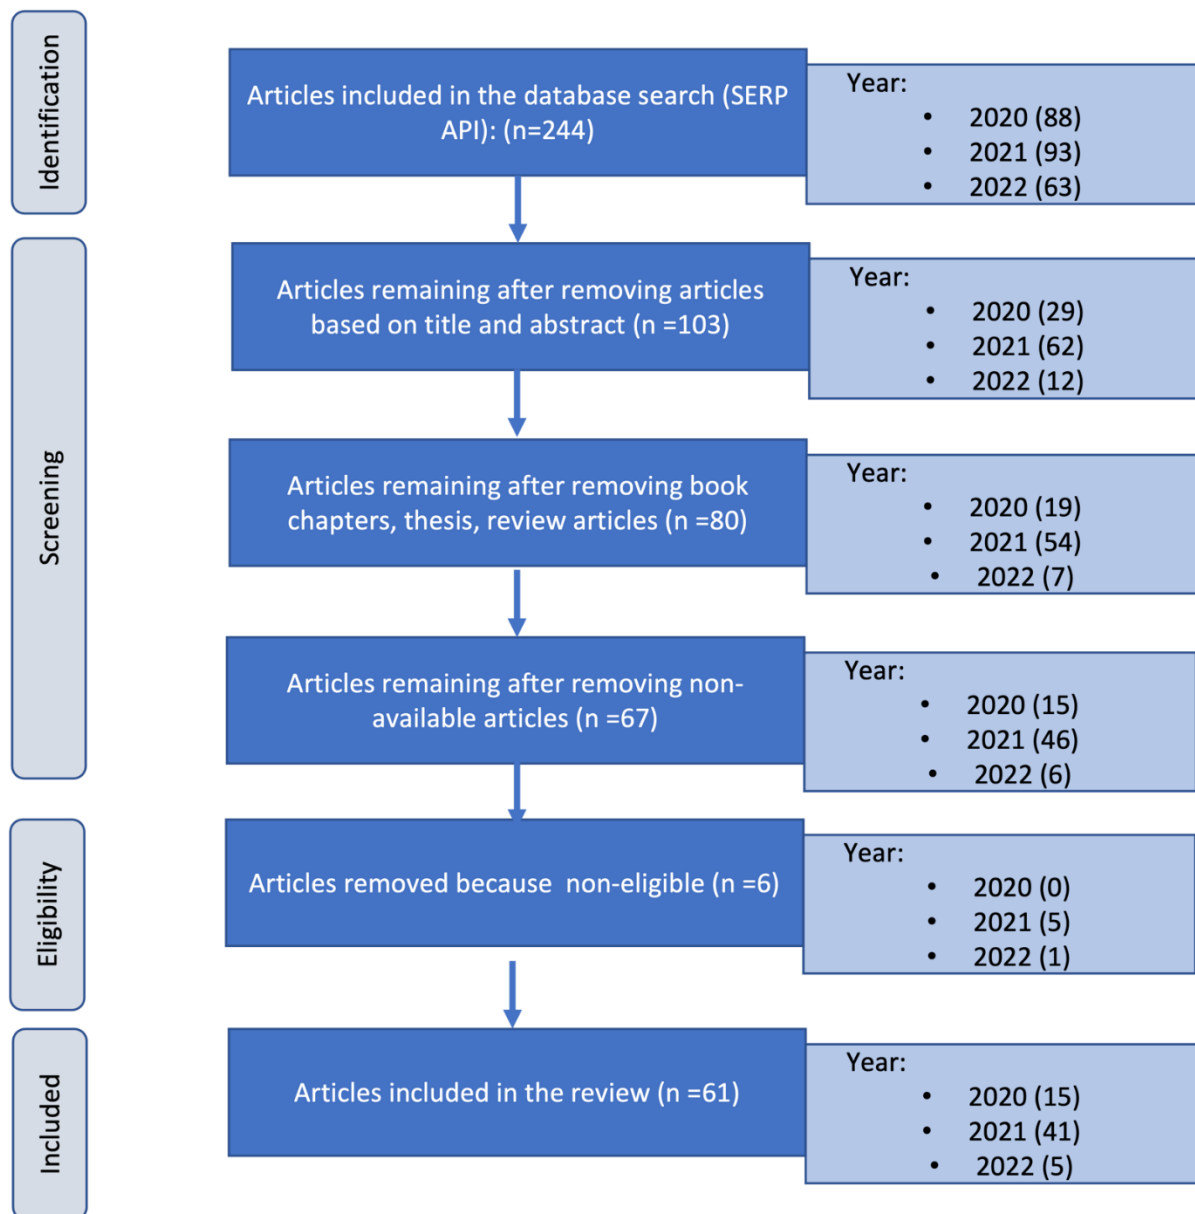 Identification
Articles included in the database search (SERP
API): (n=244)
Year:
• 2020 (88)
• 2021 (93)
• 2022 (63)
Screening
Articles remaining after removing articles
based on title and abstract (n =103)
Year:
• 2020 (29)
• 2021 (62)
• 2022 (12)
Articles remaining after removing book
chapters, thesis, review articles (n =80)
Year:
• 2020 (19)
• 2021 (54)
• 2022 (7)
Articles remaining after removing non-
available articles (n =67)
Year:
• 2020 (15)
• 2021 (46)
• 2022 (6)
Eligibility
Articles removed because  non-eligible (n =6)
Year:
• 2020 (0)
• 2021 (5)
• 2022 (1)
Included
Articles included in the review (n =61)
Year:
• 2020 (15)
• 2021 (41)
• 2022 (5)